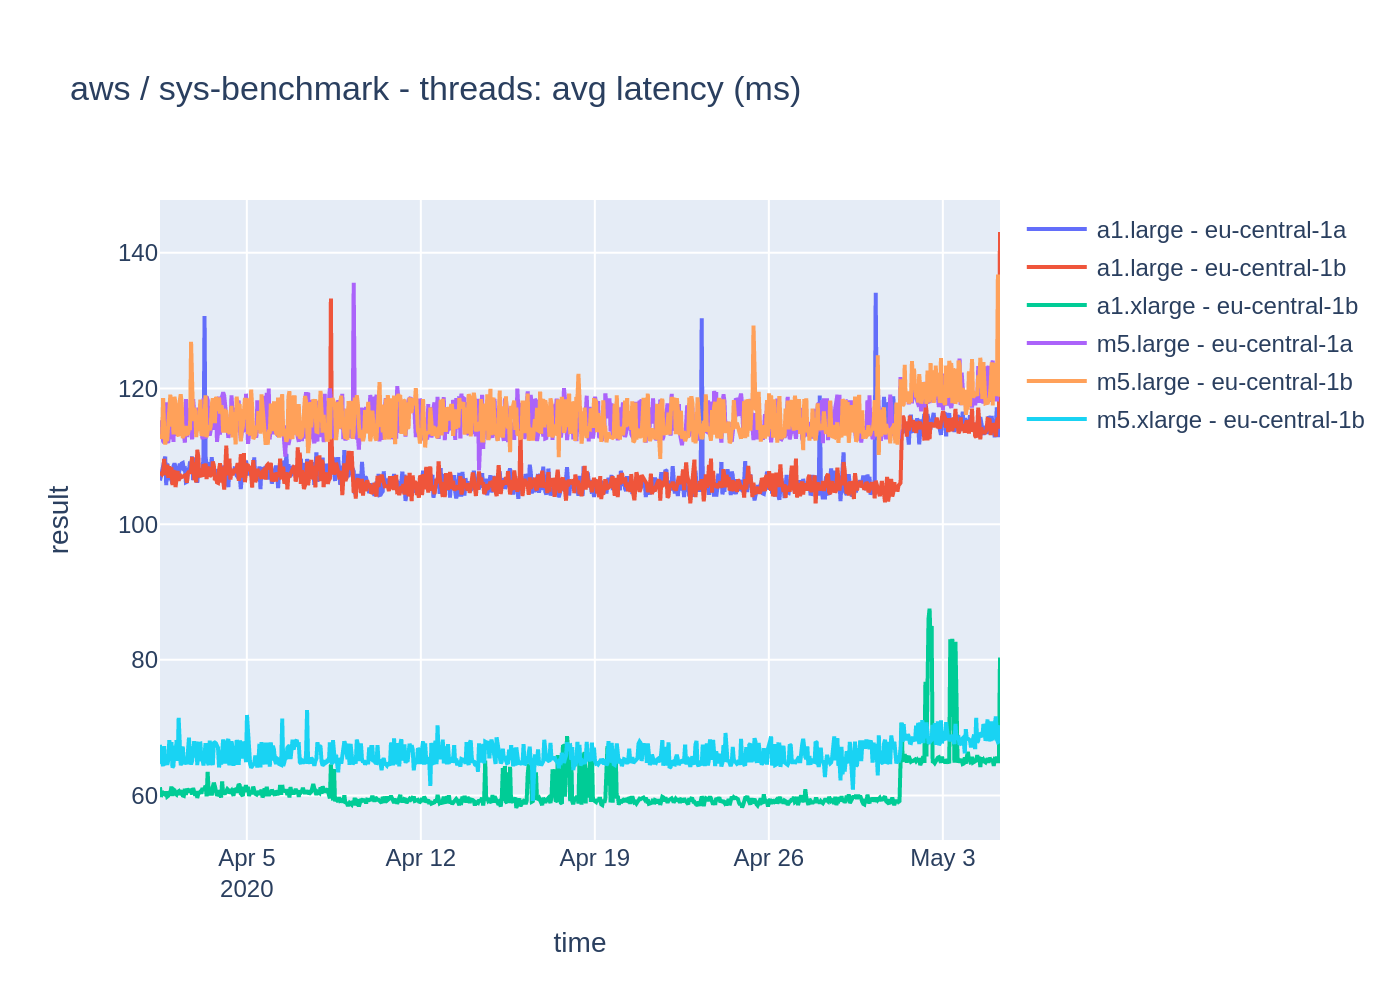 aws / sys-benchmark - threads: avg latency (ms)
140
120
100
80
60
result
Apr 5
2020
Apr 12
Apr 19
Apr 26
May 3
time
a1.large - eu-central-1a
a1.large - eu-central-1b
a1.xlarge - eu-central-1b
m5.large - eu-central-1a
m5.large - eu-central-1b
m5.xlarge - eu-central-1b